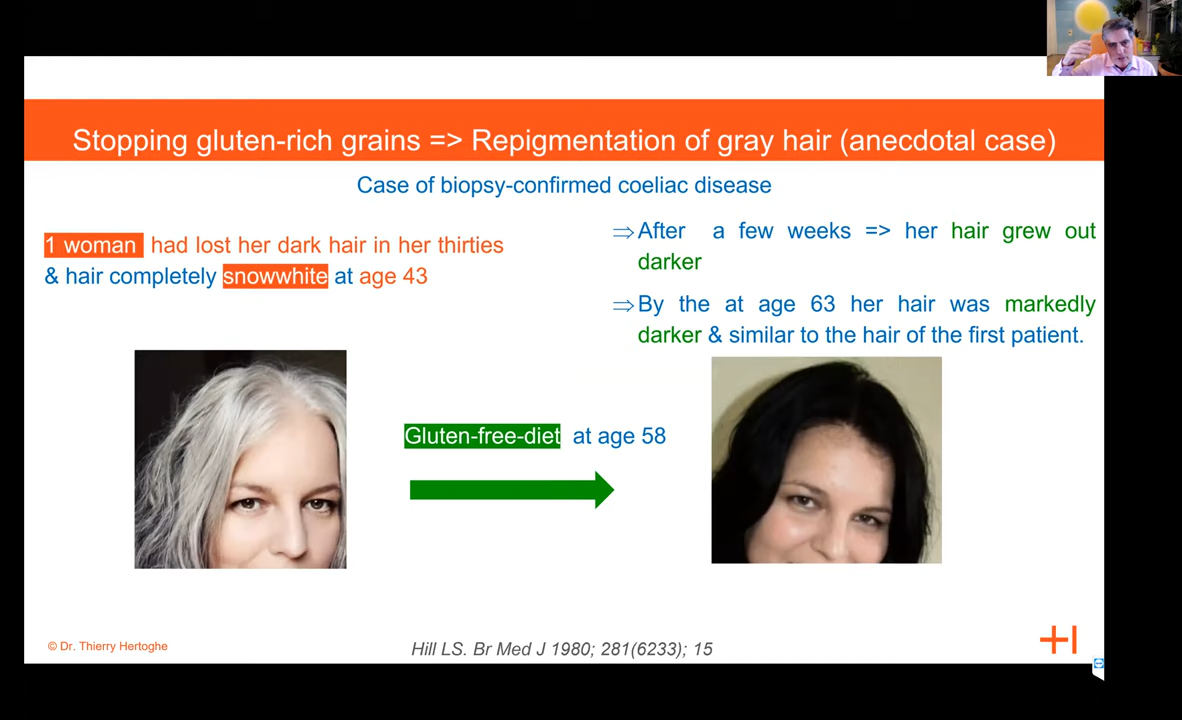 Stopping gluten-rich grains => Repigmentation of gray hair (anecdotal case)
Case of biopsy-confirmed coeliac disease
1 woman had lost her dark hair in her thirties
& hair completely snowwhite at age 43
⇒ After a few weeks => her hair grew out
darker
⇒ By the at age 63 her hair was markedly
darker & similar to the hair of the first patient.
Gluten-free-diet at age 58
© Dr. Thierry Hertoghe
Hill LS. Br Med J 1980; 281(6233); 15